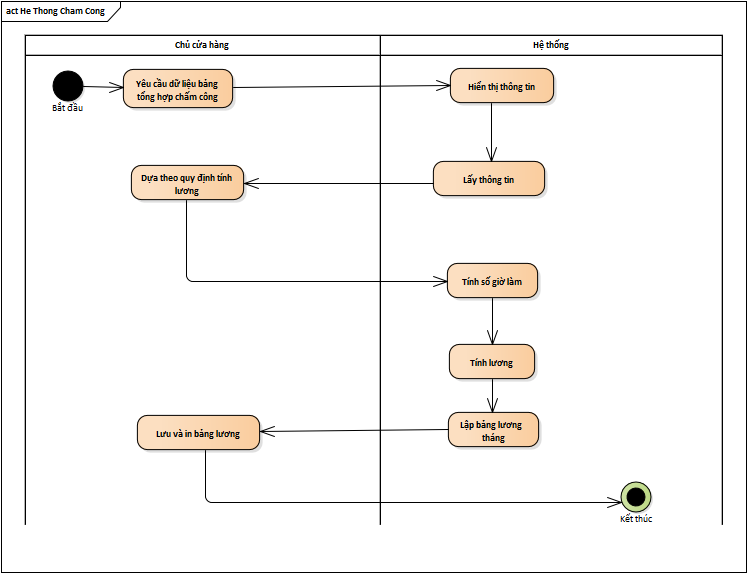 act He Thong Cham Cong
Chủ cửa hàng
Hệ thống
Bắt đầu
Yêu cầu dữ liệu bảng
tổng hợp chấm công
Hiển thị thông tin
Dựa theo quy định tính
lương
Lấy thông tin
Tính số giờ làm
Tính lương
Lưu và in bảng lương
Lập bảng lương
tháng
Kết thúc